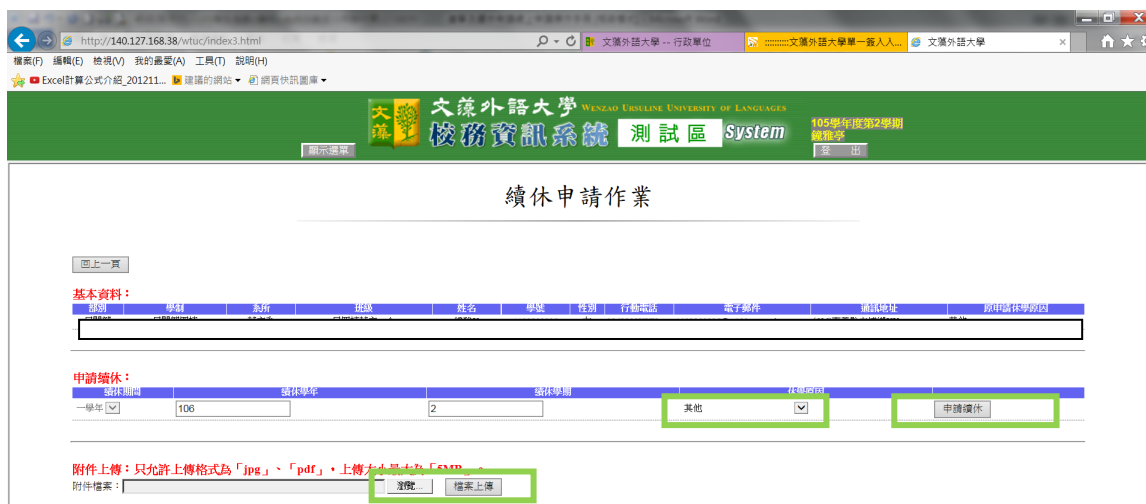 http://140.127.168.38/wtuc/index3.html
文藻外語大學 -- 行政單位
::::::::::文藻外語大學單一簽入人...
文藻外語大學
檔案(F) 編輯(E) 檢視(V) 我的最愛(A) 工具(T) 說明(H)
Excel計算公式介紹_201211... 建議的網站 網頁快訊圖庫
文藻
文藻外語大學 WENZAO URSULINE UNIVERSITY OF LANGUAGES
校務資訊系統 測試區 System
105學年度第2學期
鐘雅亭
顯示選單
登 出
續休申請作業
回上一頁
基本資料：
部別 學制 系所 班級 姓名 學號 性別 行動電話 電子郵件 通訊地址 原申請休學原因
申請續休：
續休期間 續休學年 續休學期 休學原因
一學年 106 2 其他 申請續休
附件上傳：只允許上傳格式為「jpg」、「pdf」，上傳大小最大為「5MB」。
附件檔案： 瀏覽... 檔案上傳